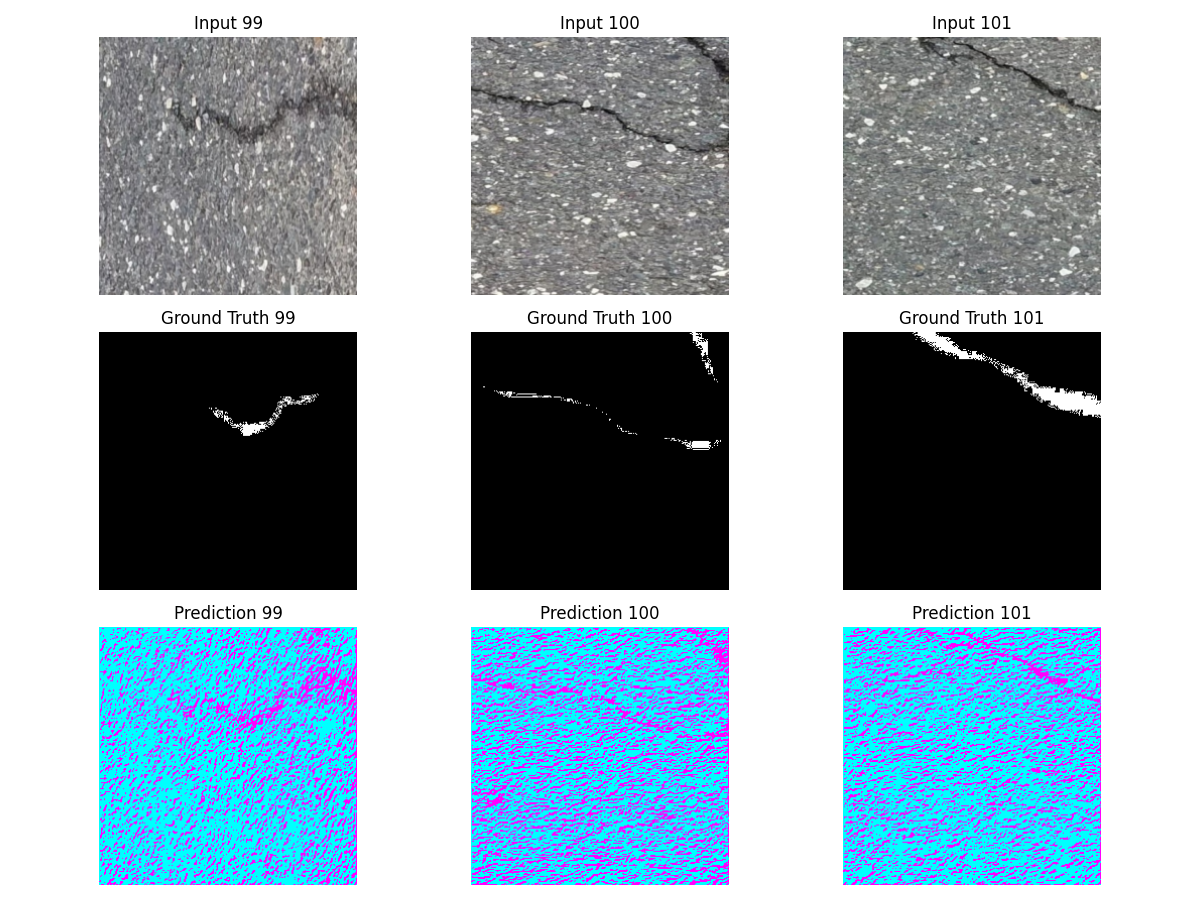 Input 99
Input 100
Input 101
Ground Truth 99
Ground Truth 100
Ground Truth 101
Prediction 99
Prediction 100
Prediction 101